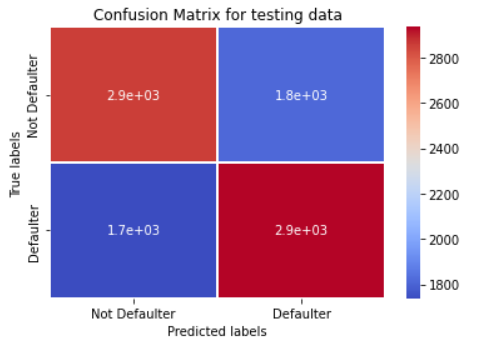 Confusion Matrix for testing data
True labels
Not Defaulter
Defaulter
2.9e+03
1.8e+03
1.7e+03
2.9e+03
Not Defaulter
Defaulter
Predicted labels
2800
2600
2400
2200
2000
1800